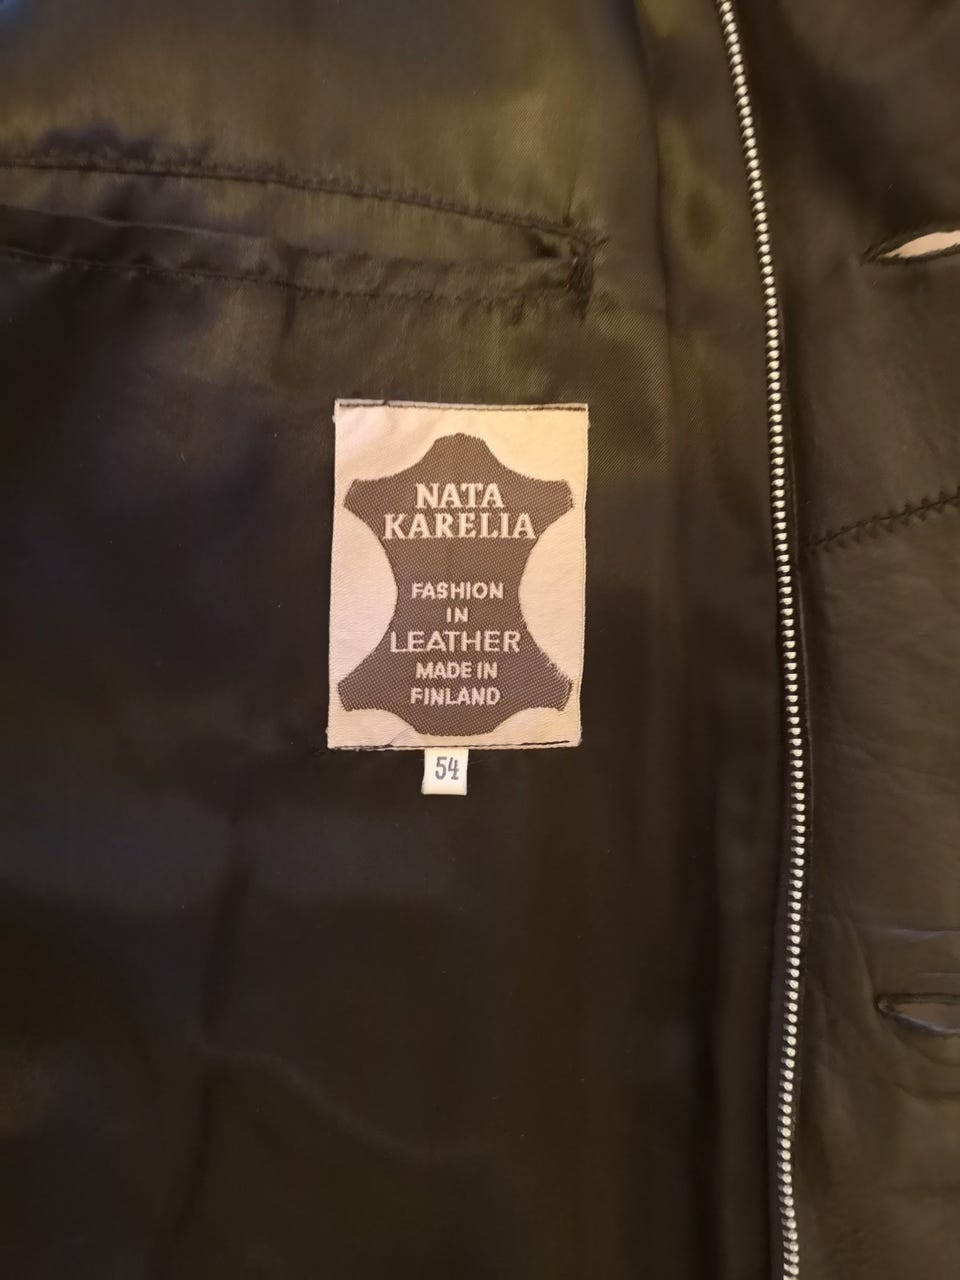 NATA
KARELIA
FASHION
IN
LEATHER
MADE IN
FINLAND
54